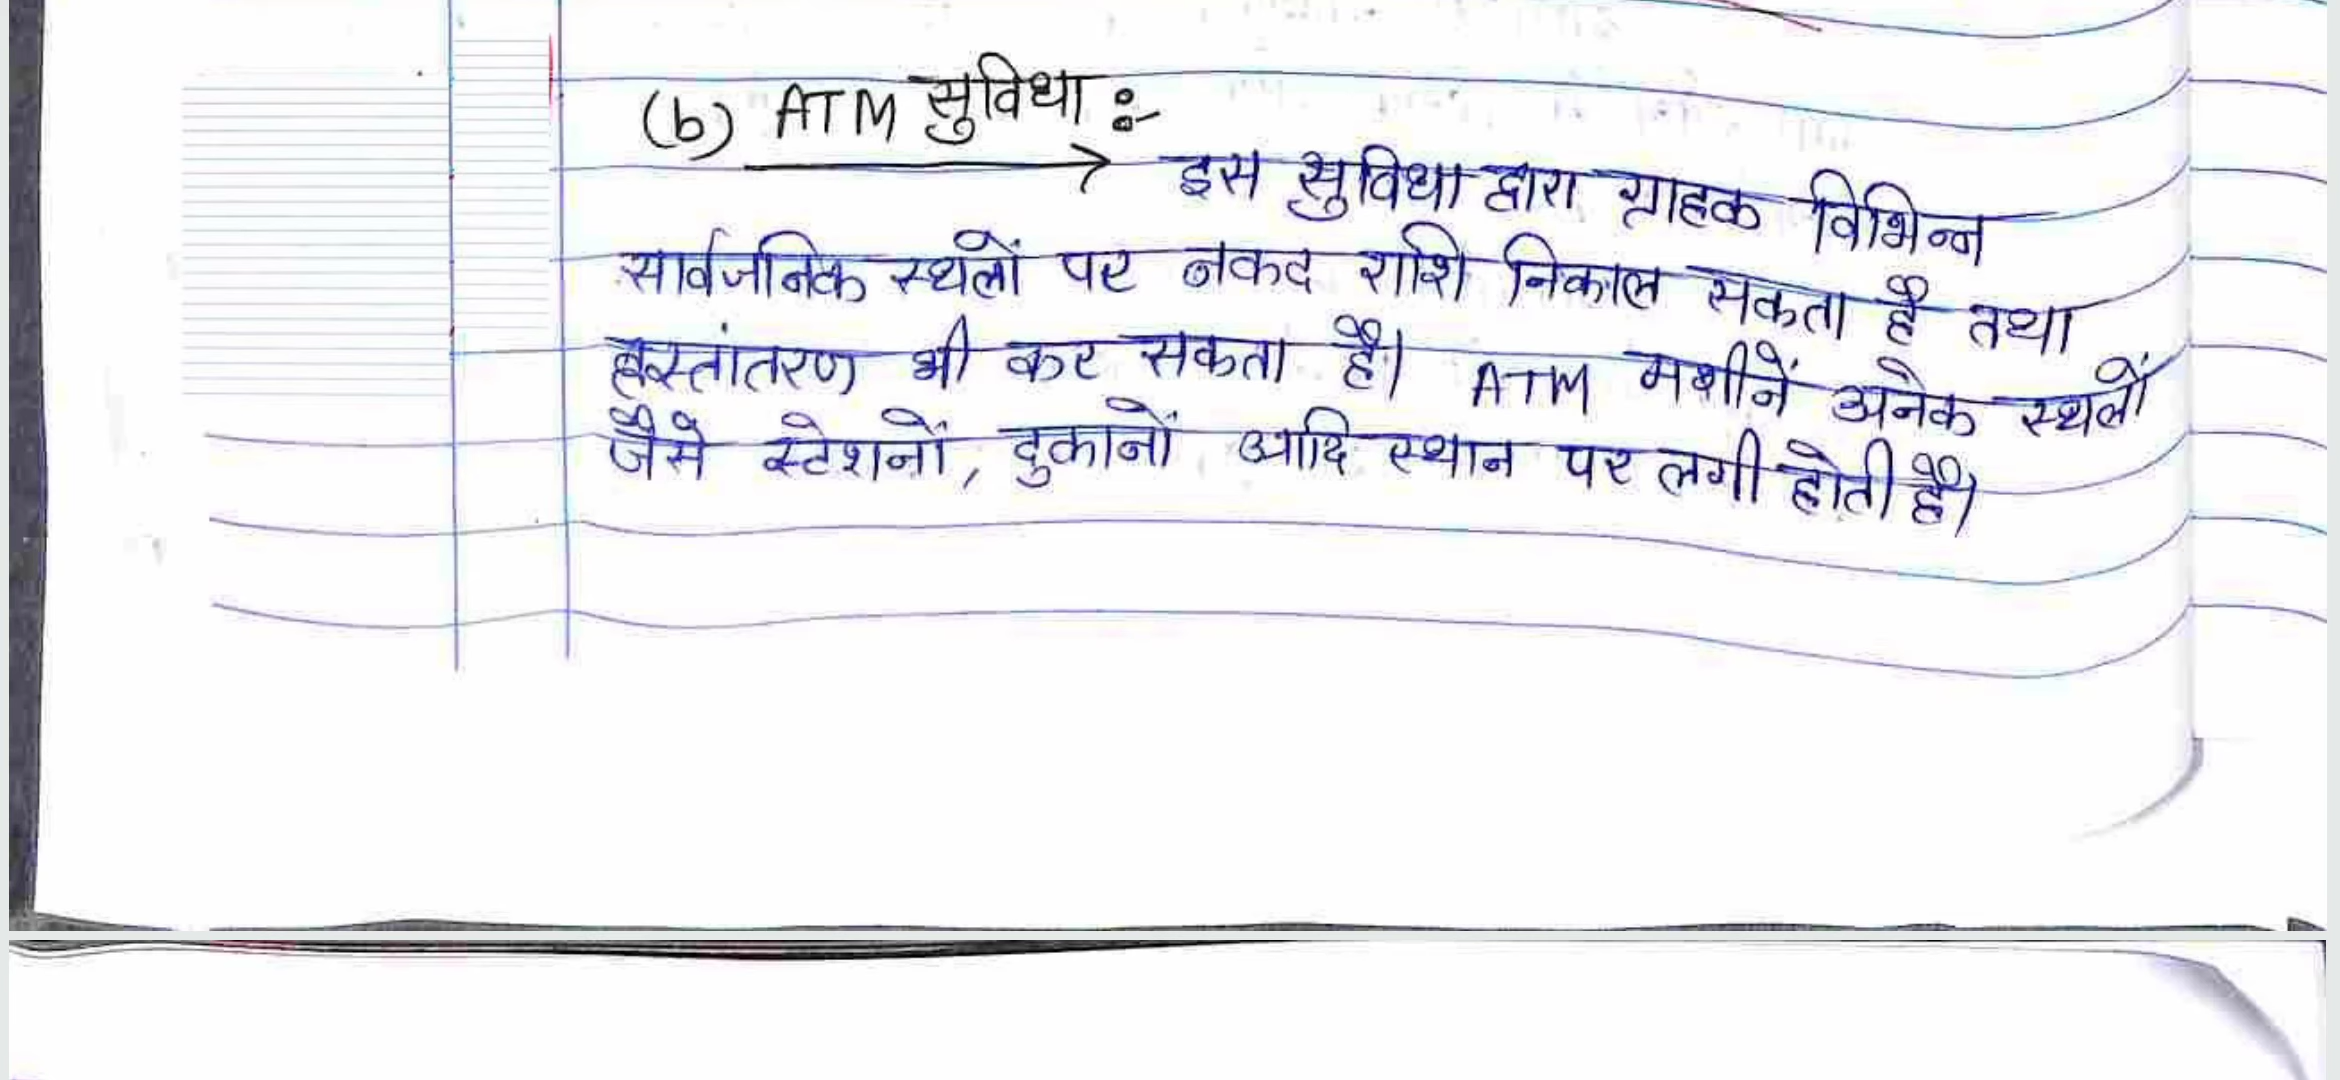 (b) ATM सुविधा :-
इस सुविधा द्वारा ग्राहक विभिन्न
सार्वजनिक स्थलों पर नकद राशि निकाल सकता है तथा
हस्तांतरण भी कर सकता है। ATM मशीनें अनेक स्थलों
जैसे स्टेशनों, दुकानों आदि स्थान पर लगी होती है।